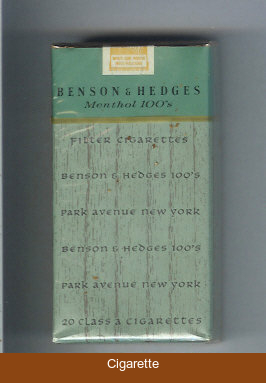 BENSON & HEDGES
Menthol 100's
FILTER CIGARETTES
BENSON & HEDGES 100'S
PARK AVENUE NEW YORK
BENSON & HEDGES 100'S
PARK AVENUE NEW YORK
20 CLASS A CIGARETTES
Cigarette